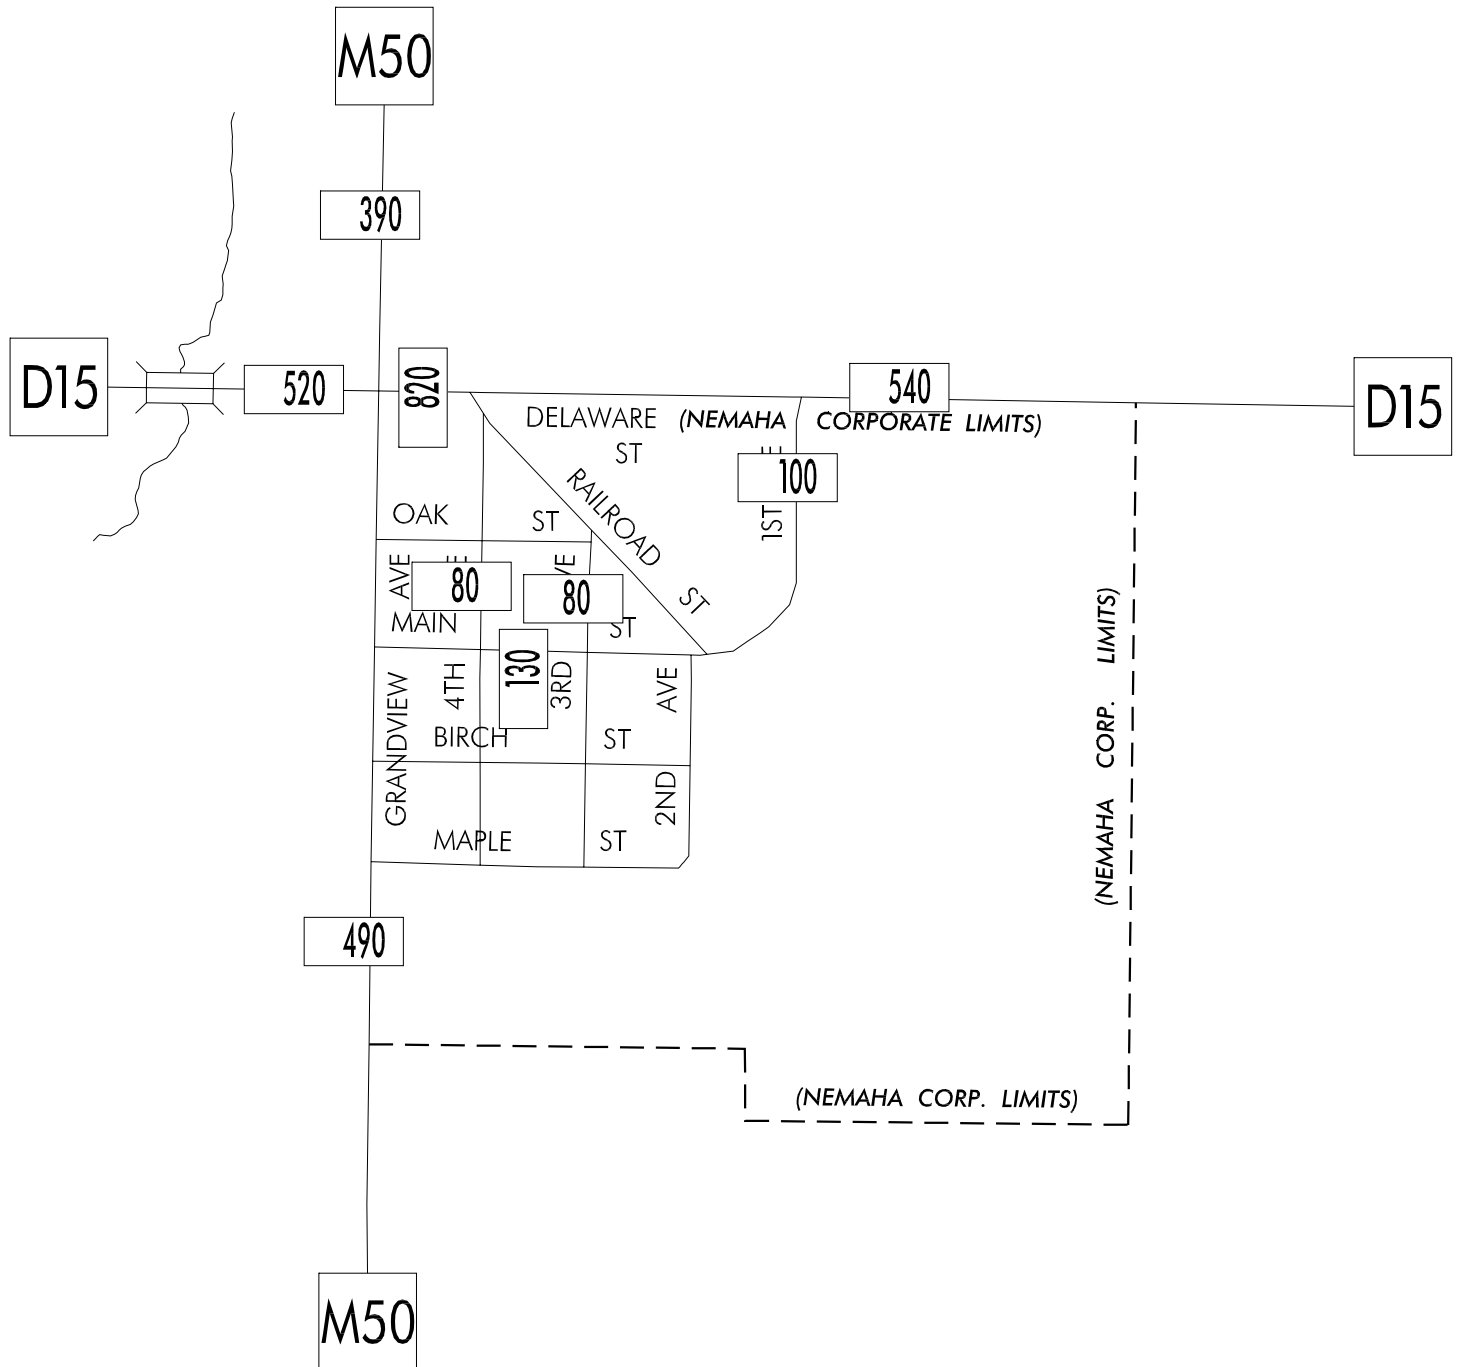 M50
390
D15
520
820
540
D15
DELAWARE ST
(NEMAHA CORPORATE LIMITS)
RAILROAD ST
100
1ST
OAK ST
AVE
80
80
MAIN ST
130
4TH
3RD
AVE
GRANDVIEW
BIRCH ST
2ND
MAPLE ST
(NEMAHA CORP. LIMITS)
490
(NEMAHA CORP. LIMITS)
M50